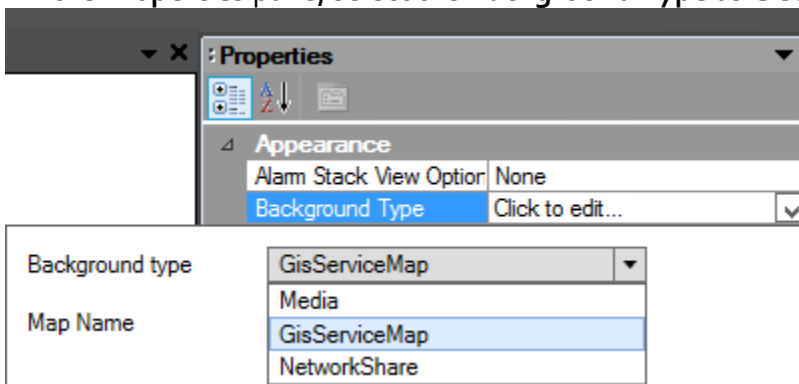 Properties
Appearance
Alarm Stack View Option None
Background Type Click to edit...
Background type GisServiceMap
Media
Map Name GisServiceMap
NetworkShare